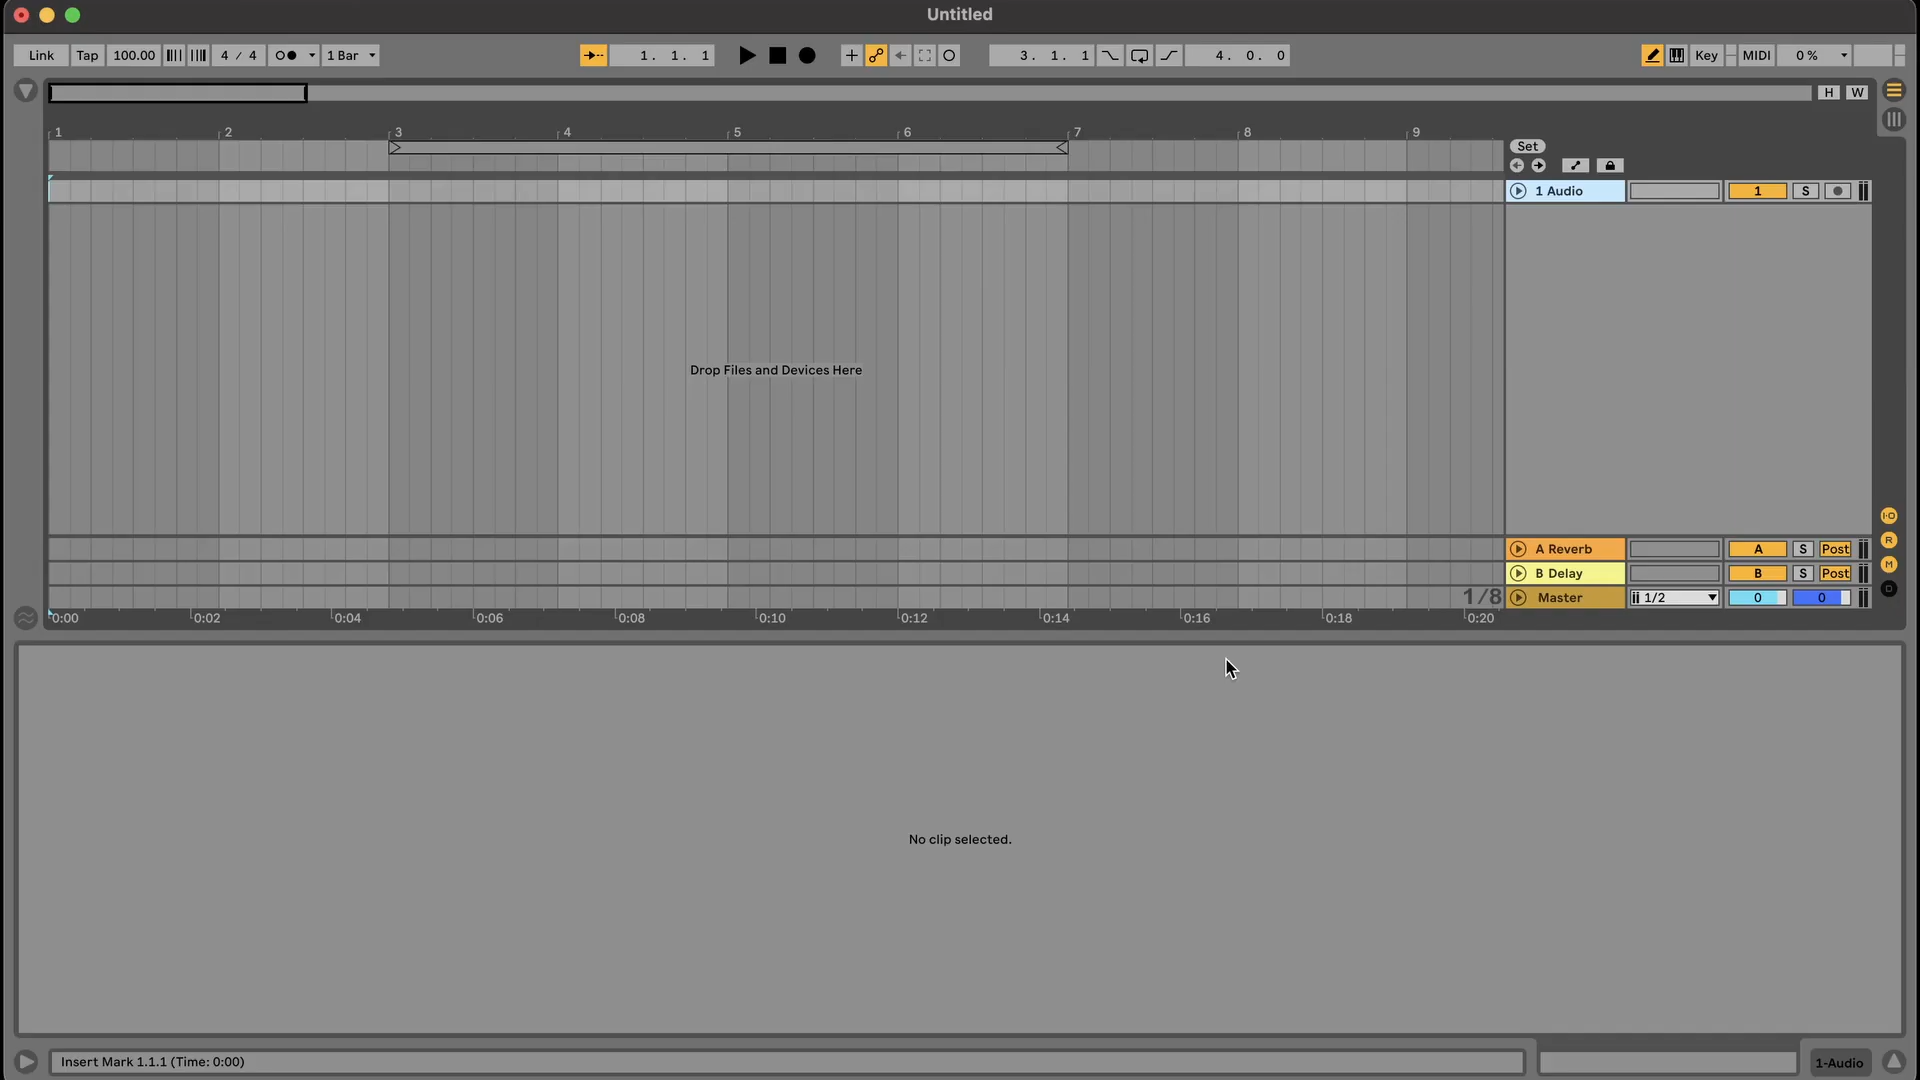 Untitled
Link Tap 100.00 4 / 4 1 Bar 1. 1. 1 3. 1. 1 4. 0. 0 Key MIDI 0 %
H W
1 2 3 4 5 6 7 8 9
Set
1 Audio 1 S
Drop Files and Devices Here
I·O
A Reverb A S Post
R
M
B Delay B S Post
D
1/8 Master 1/2 0 0
0:00 0:02 0:04 0:06 0:08 0:10 0:12 0:14 0:16 0:18 0:20
No clip selected.
Insert Mark 1.1.1 (Time: 0:00) 1-Audio